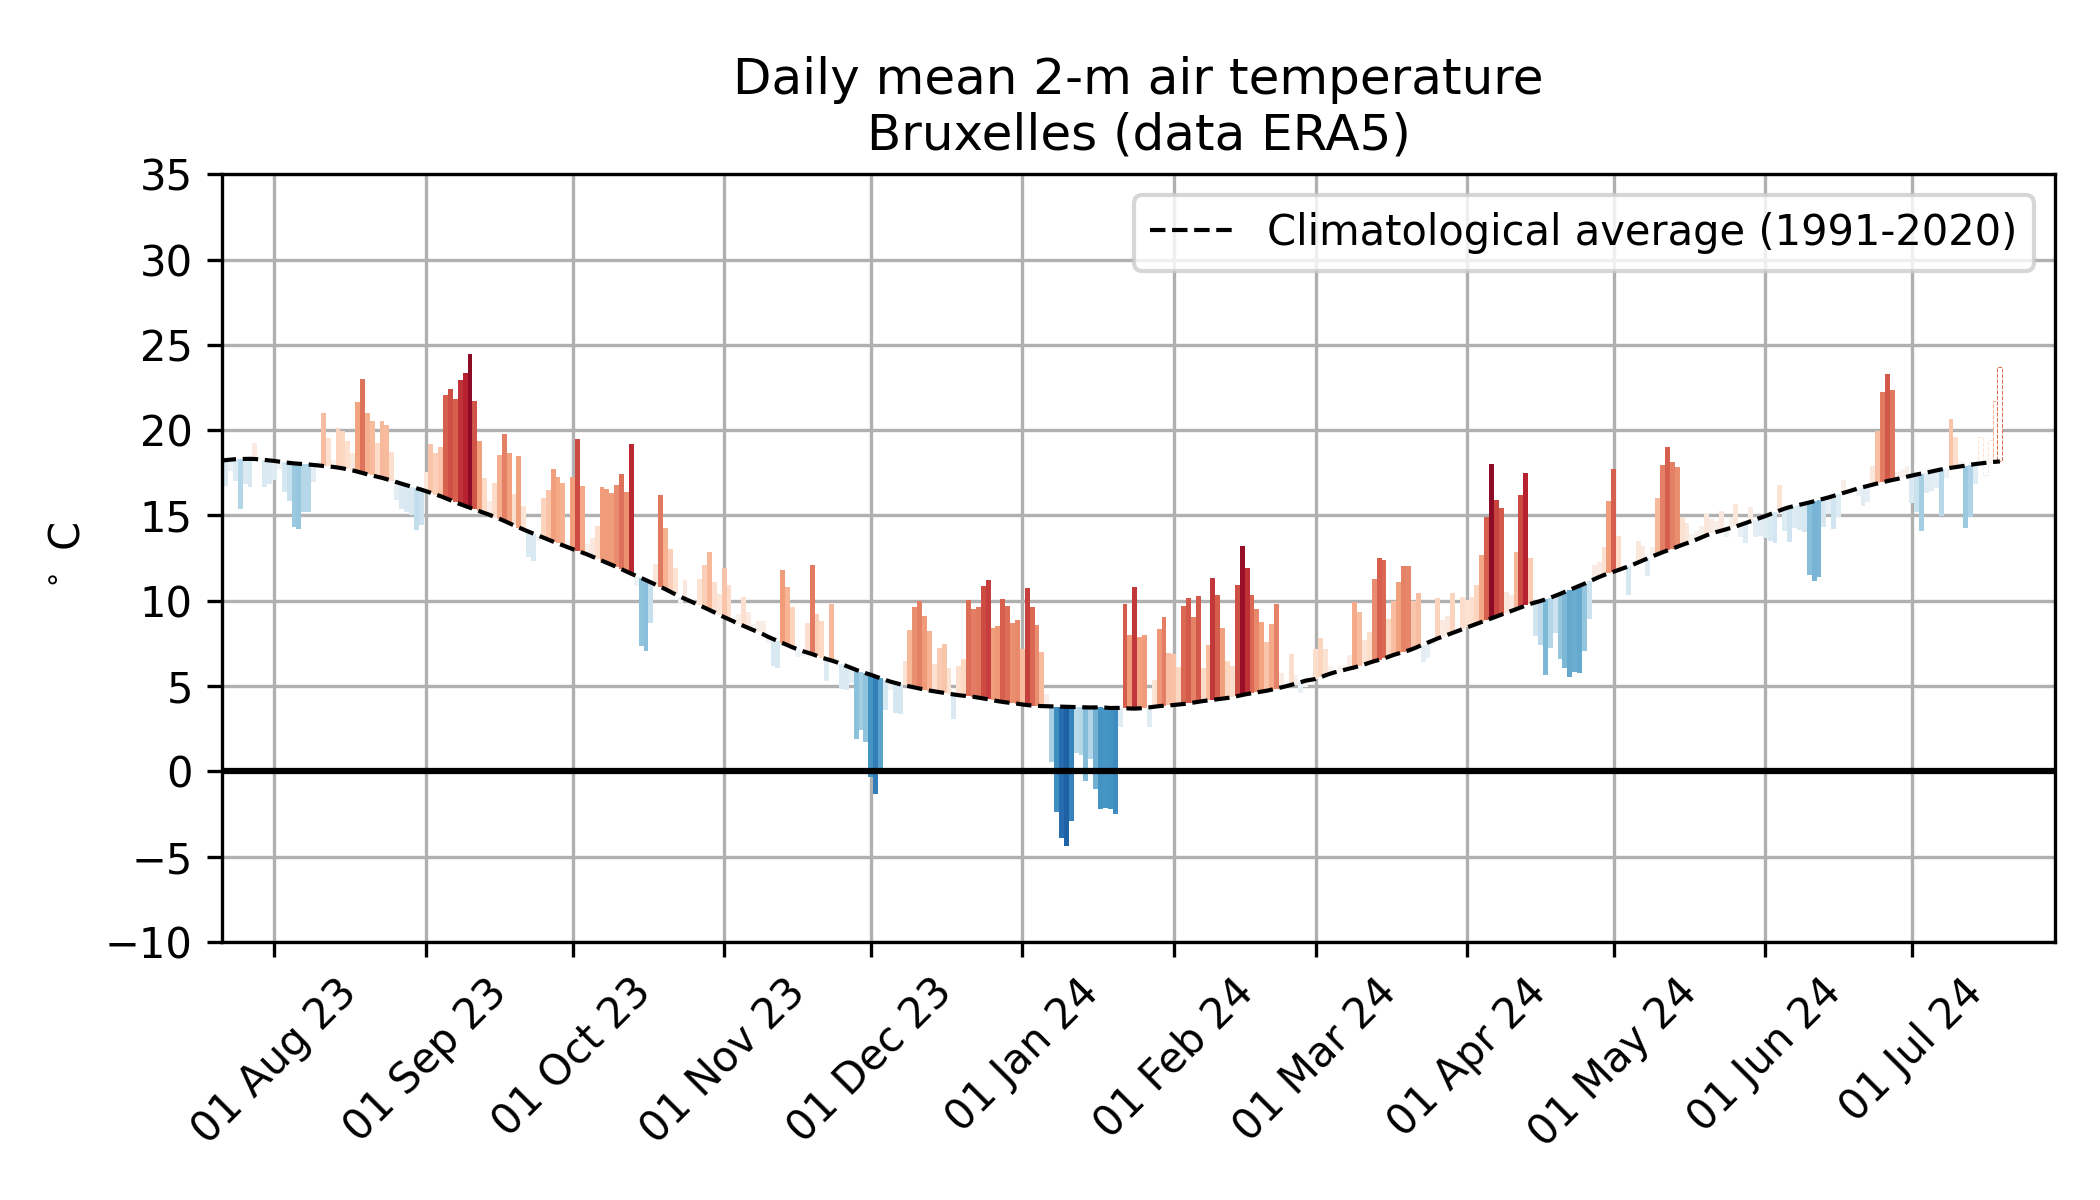 Daily mean 2-m air temperature
Bruxelles (data ERA5)
35
30
25
20
15
10
5
0
−5
−10
° C
Climatological average (1991-2020)
01 Aug 23
01 Sep 23
01 Oct 23
01 Nov 23
01 Dec 23
01 Jan 24
01 Feb 24
01 Mar 24
01 Apr 24
01 May 24
01 Jun 24
01 Jul 24